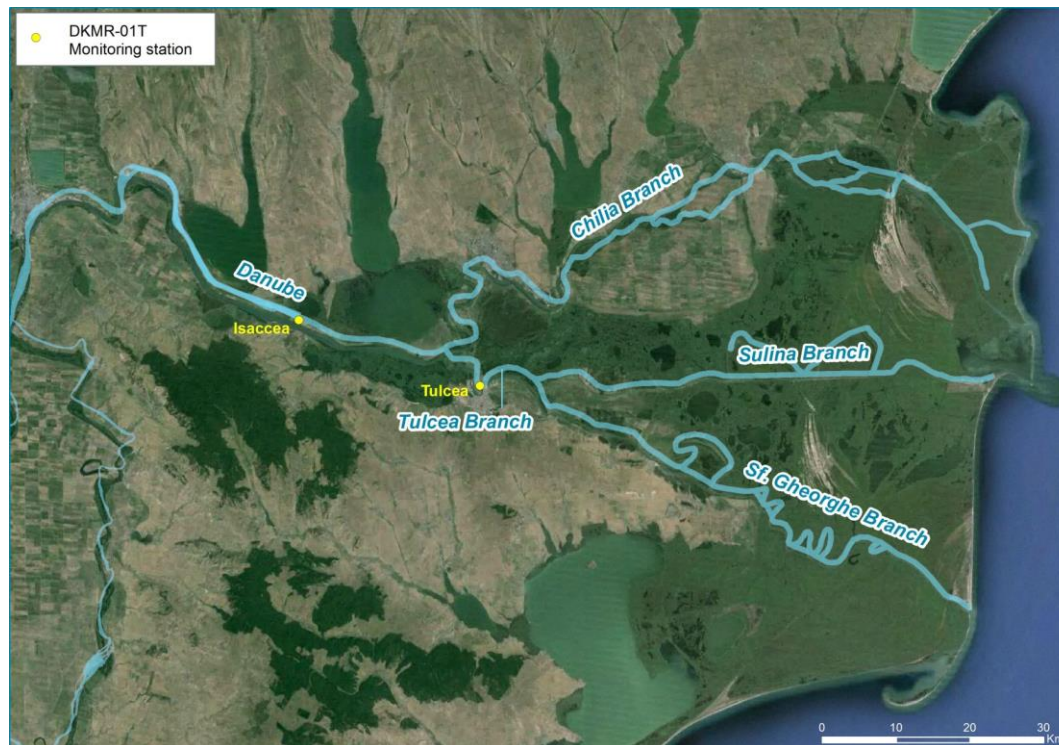 DKMR-01T
Monitoring station
Chilia Branch
Danube
Isaccea
Sulina Branch
Tulcea
Tulcea Branch
Sf. Gheorghe Branch
0 10 20 30